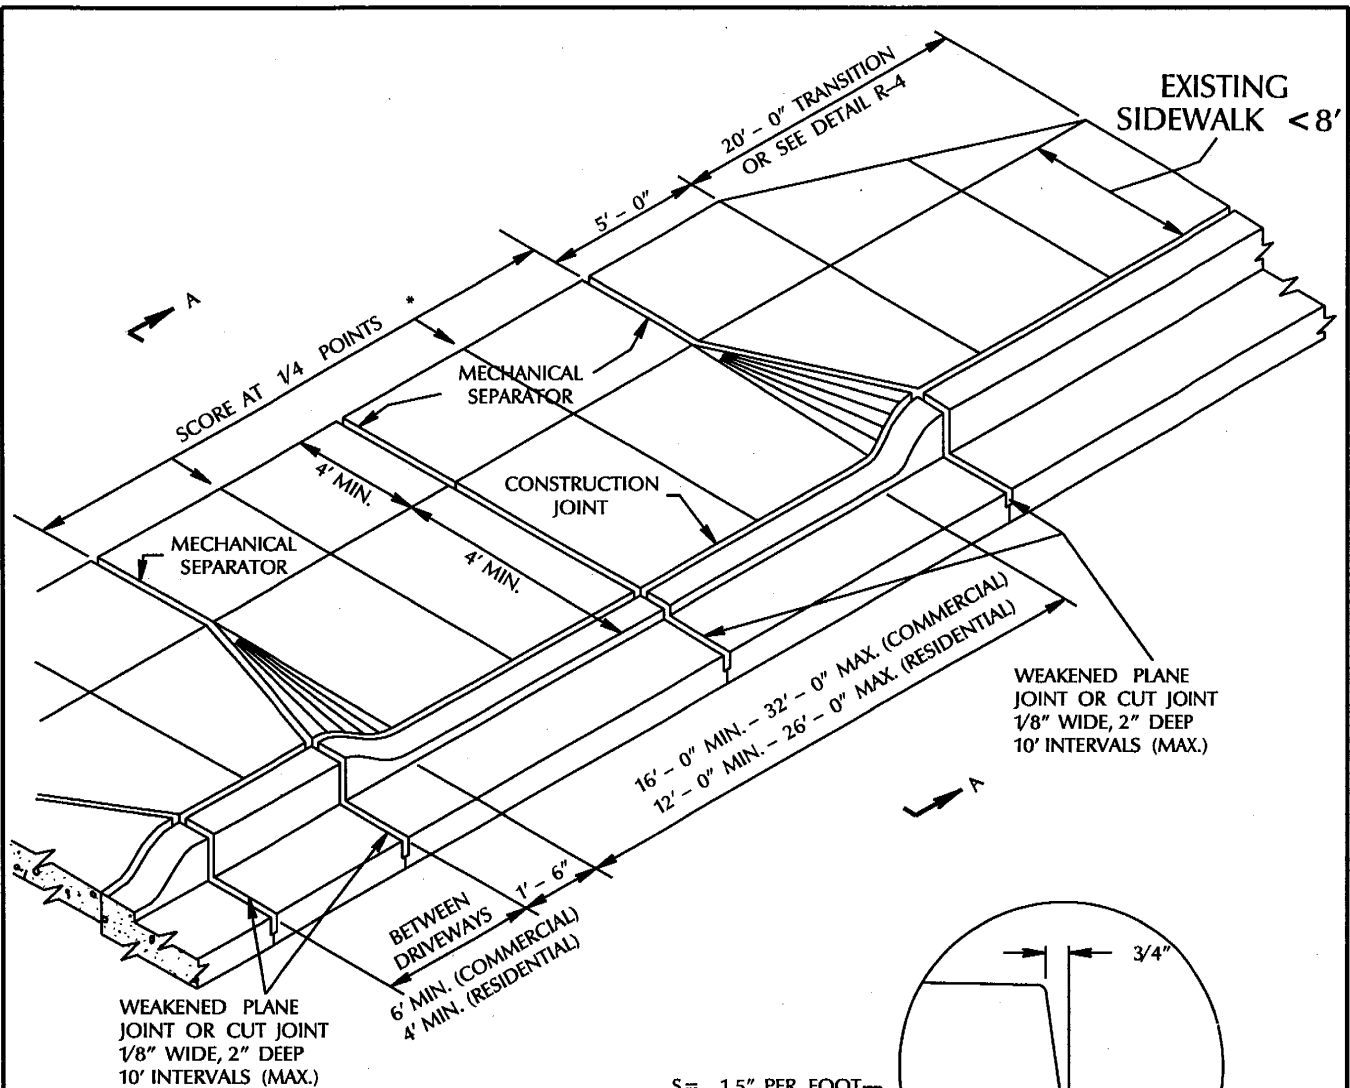 20' – 0" TRANSITION
OR SEE DETAIL R-4
EXISTING
SIDEWALK <8'
5' – 0"
A
SCORE AT 1/4 POINTS *
MECHANICAL
SEPARATOR
4' MIN.
CONSTRUCTION
JOINT
MECHANICAL
SEPARATOR
4' MIN.
16' – 0" MIN. – 32' – 0" MAX. (COMMERCIAL)
12' – 0" MIN. – 26' – 0" MAX. (RESIDENTIAL)
WEAKENED PLANE
JOINT OR CUT JOINT
1/8" WIDE, 2" DEEP
10' INTERVALS (MAX.)
A
1' – 6"
BETWEEN
DRIVEWAYS
6' MIN. (COMMERCIAL)
4' MIN. (RESIDENTIAL)
3/4"
WEAKENED PLANE
JOINT OR CUT JOINT
1/8" WIDE, 2" DEEP
10' INTERVALS (MAX.)
S= 1.5" PER FOOT